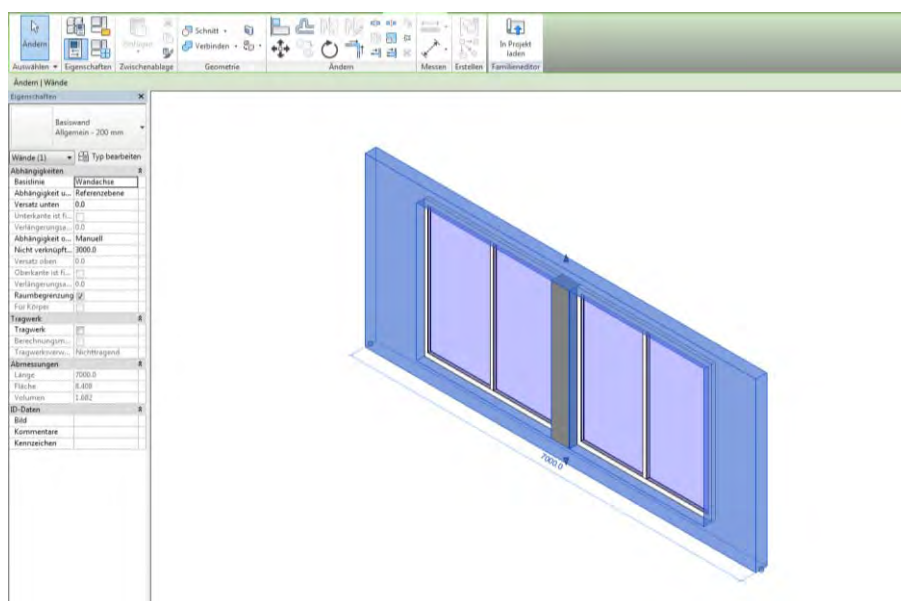 Ändern
Einfügen
Schnitt
Verbinden
In Projekt
laden
Auswählen
Eigenschaften
Zwischenablage
Geometrie
Ändern
Messen
Erstellen
Familieneditor
Ändern | Wände
Eigenschaften
Basiswand
Allgemein - 200 mm
Wände (1) Typ bearbeiten
Abhängigkeiten
Basislinie Wandachse
Abhängigkeit u... Referenzebene
Versatz unten 0.0
Unterkante ist fi...
Verlängerungse... 0.0
Abhängigkeit o... Manuell
Nicht verknüpft... 3000.0
Versatz oben 0.0
Oberkante ist fi...
Verlängerungse... 0.0
Raumbegrenzung
Für Körper
Tragwerk
Tragwerk
Berechnungsm...
Tragwerksverw... Nichttragend
Abmessungen
Länge 7000.0
Fläche 8.408
Volumen 1.682
ID-Daten
Bild
Kommentare
Kennzeichen
7000.0